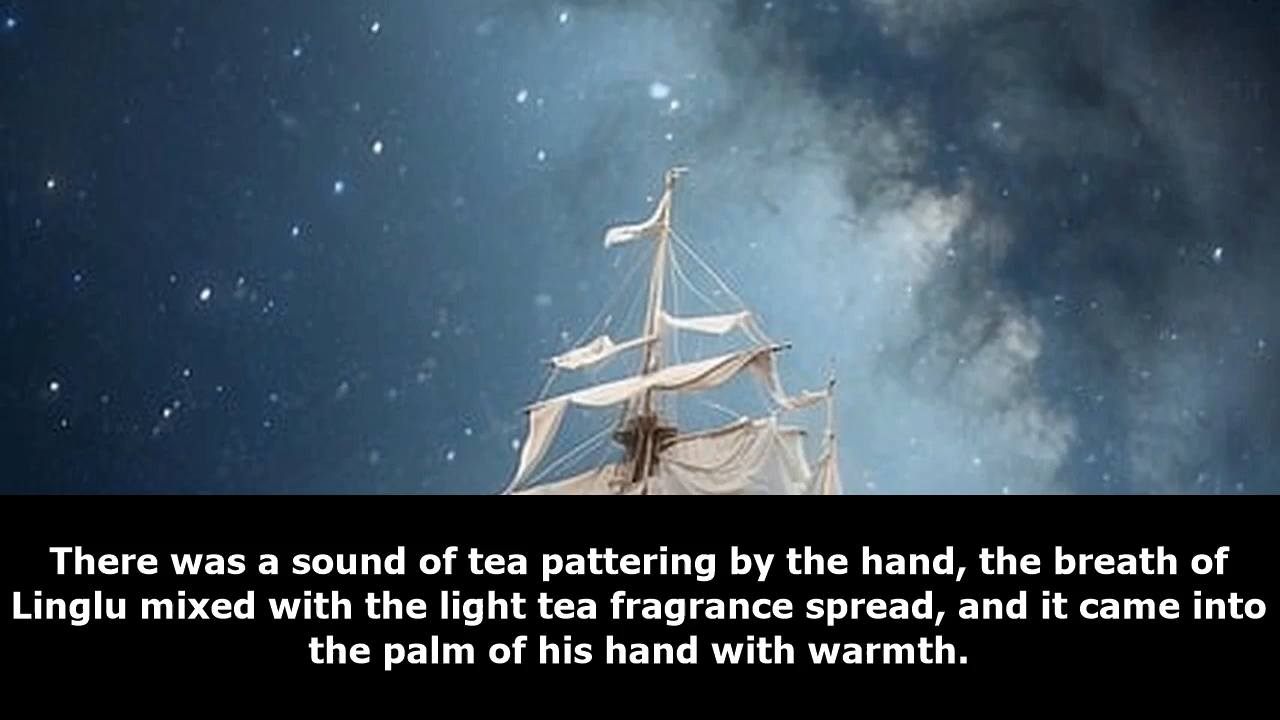 There was a sound of tea pattering by the hand, the breath of
Linglu mixed with the light tea fragrance spread, and it came into
the palm of his hand with warmth.